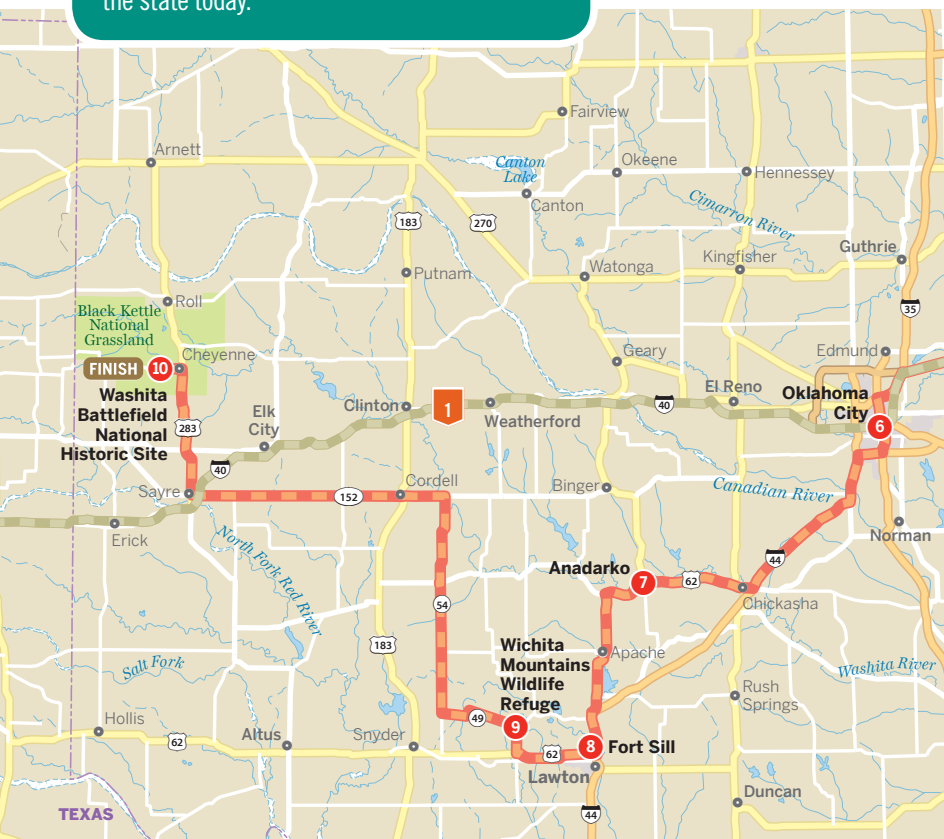 the state today.
Fairview
Arnett
Canton
Lake
Okeene
Hennessey
Canton
Cimarron River
183
270
Guthrie
Putnam
Watonga
Kingfisher
Roll
35
Black Kettle
National
Grassland
Cheyenne
Geary
Edmund
FINISH
10
Washita
Battlefield
National
Historic Site
Elk
City
Clinton
1
Weatherford
40
El Reno
Oklahoma
City
6
283
40
Sayre
152
Cordell
Binger
Canadian River
Erick
North Fork Red River
Norman
44
Anadarko
7
62
Chickasha
54
183
Wichita
Mountains
Wildlife
Refuge
Apache
Salt Fork
Washita River
Rush
Springs
Hollis
62
Altus
Snyder
49
9
62
8
Fort Sill
Lawton
Duncan
TEXAS
44